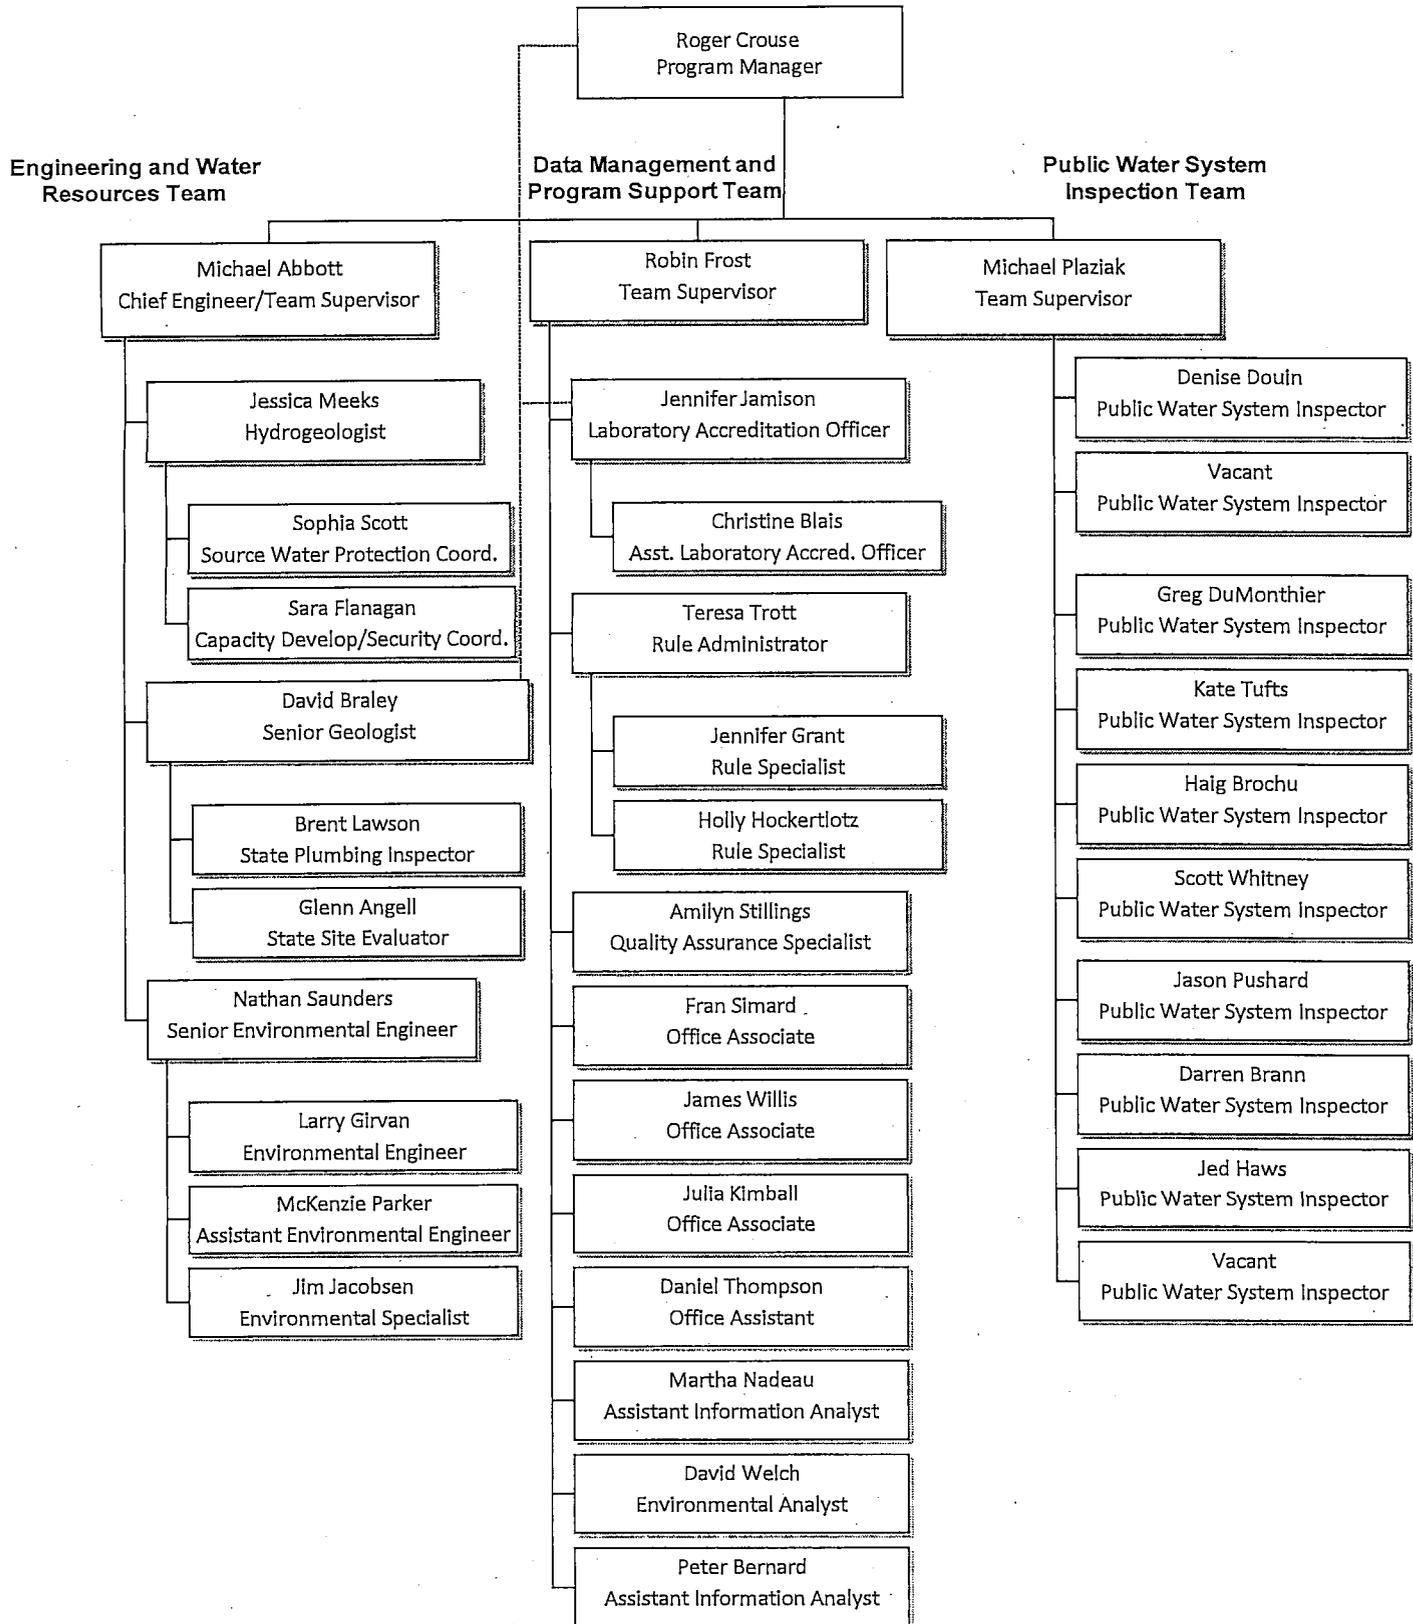 Roger Crouse
Program Manager
Engineering and Water
Resources Team
Data Management and
Program Support Team
Public Water System
Inspection Team
Michael Abbott
Chief Engineer/Team Supervisor
Jessica Meeks
Hydrogeologist
Sophia Scott
Source Water Protection Coord.
Sara Flanagan
Capacity Develop/Security Coord.
David Braley
Senior Geologist
Brent Lawson
State Plumbing Inspector
Glenn Angell
State Site Evaluator
Nathan Saunders
Senior Environmental Engineer
Larry Girvan
Environmental Engineer
McKenzie Parker
Assistant Environmental Engineer
Jim Jacobsen
Environmental Specialist
Robin Frost
Team Supervisor
Jennifer Jamison
Laboratory Accreditation Officer
Christine Blais
Asst. Laboratory Accred. Officer
Teresa Trott
Rule Administrator
Jennifer Grant
Rule Specialist
Holly Hockertlotz
Rule Specialist
Amilyn Stillings
Quality Assurance Specialist
Fran Simard
Office Associate
James Willis
Office Associate
Julia Kimball
Office Associate
Daniel Thompson
Office Assistant
Martha Nadeau
Assistant Information Analyst
David Welch
Environmental Analyst
Peter Bernard
Assistant Information Analyst
Michael Plaziak
Team Supervisor
Denise Douin
Public Water System Inspector
Vacant
Public Water System Inspector
Greg DuMonthier
Public Water System Inspector
Kate Tufts
Public Water System Inspector
Haig Brochu
Public Water System Inspector
Scott Whitney
Public Water System Inspector
Jason Pushard
Public Water System Inspector
Darren Brann
Public Water System Inspector
Jed Haws
Public Water System Inspector
Vacant
Public Water System Inspector